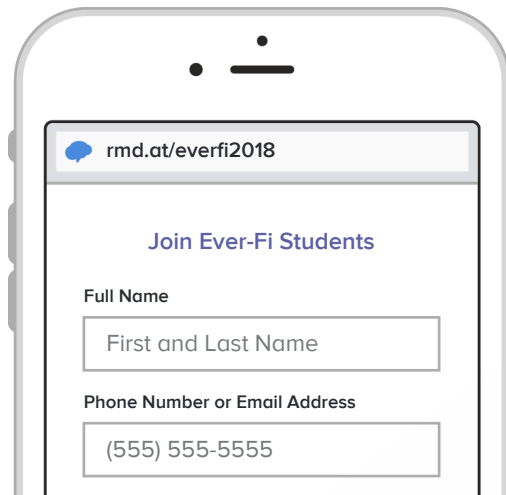 rmd.at/everfi2018
Join Ever-Fi Students
Full Name
First and Last Name
Phone Number or Email Address
(555) 555-5555